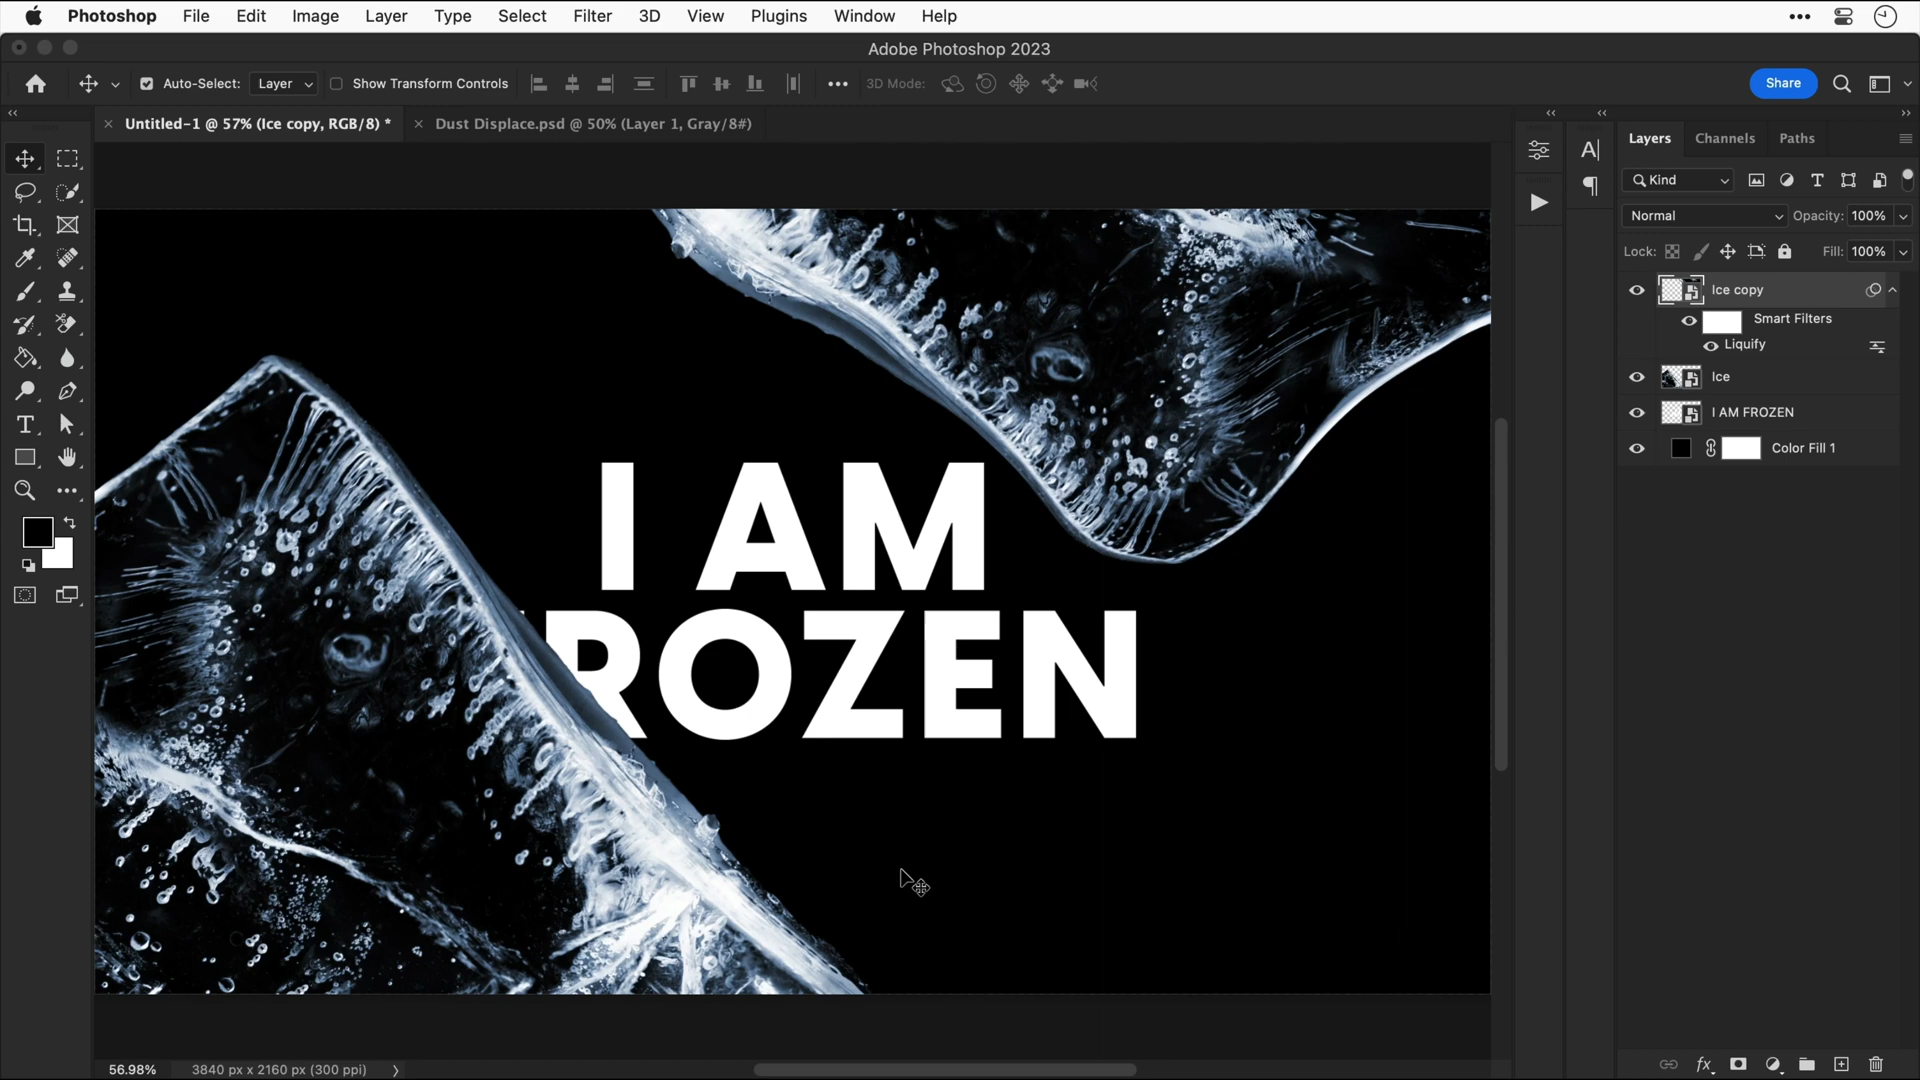 Photoshop File Edit Image Layer Type Select Filter 3D View Plugins Window Help
Adobe Photoshop 2023
Auto-Select: Layer Show Transform Controls 3D Mode: Share
Untitled-1 @ 57% (Ice copy, RGB/8) * Dust Displace.psd @ 50% (Layer 1, Gray/8#)
Layers Channels Paths
Kind
Normal Opacity: 100%
Lock: Fill: 100%
Ice copy
Smart Filters
Liquify
Ice
I AM FROZEN
Color Fill 1
I AM
ROZEN
56.98% 3840 px x 2160 px (300 ppi)